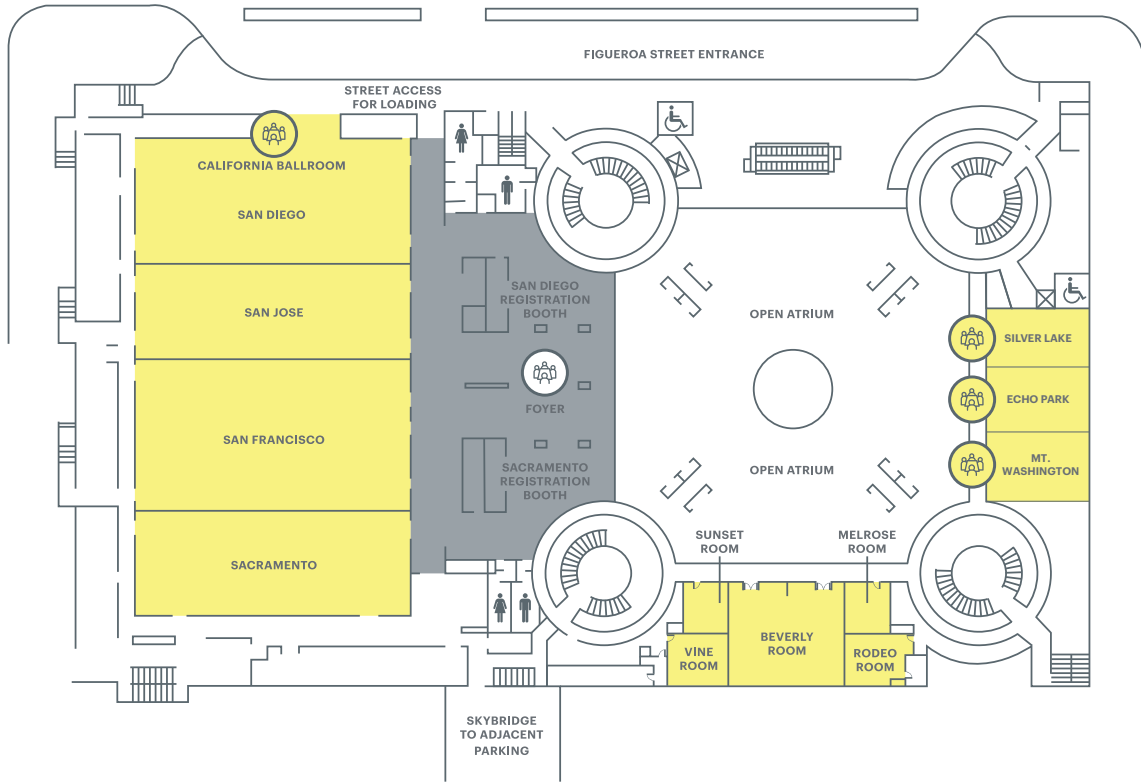 FIGUEROA STREET ENTRANCE
STREET ACCESS
FOR LOADING
CALIFORNIA BALLROOM
SAN DIEGO
SAN JOSE
SAN FRANCISCO
SACRAMENTO
SAN DIEGO
REGISTRATION
BOOTH
FOYER
SACRAMENTO
REGISTRATION
BOOTH
OPEN ATRIUM
OPEN ATRIUM
SILVER LAKE
ECHO PARK
MT.
WASHINGTON
SUNSET
ROOM
MELROSE
ROOM
VINE
ROOM
BEVERLY
ROOM
RODEO
ROOM
SKYBRIDGE
TO ADJACENT
PARKING